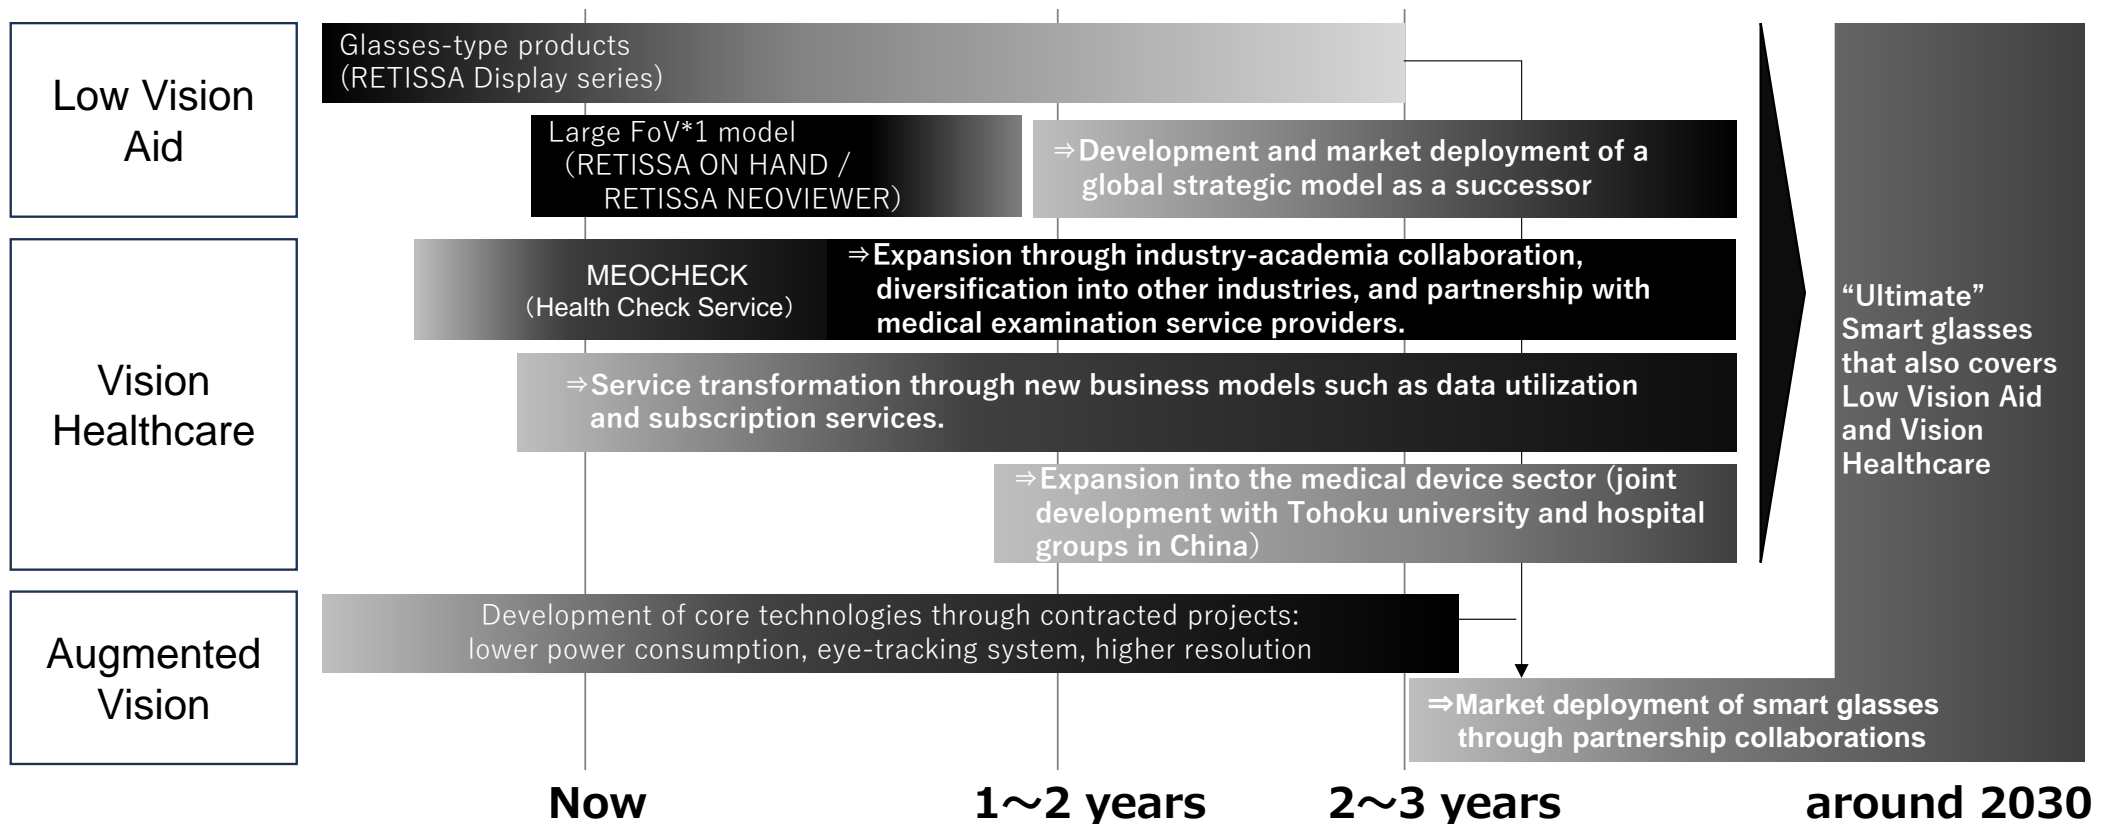 Low Vision
Aid
Glasses-type products
(RETISSA Display series)
Large FoV*1 model
（RETISSA ON HAND /
RETISSA NEOVIEWER）
⇒Development and market deployment of a
global strategic model as a successor
Vision
Healthcare
MEOCHECK
（Health Check Service）
⇒Expansion through industry-academia collaboration,
diversification into other industries, and partnership with
medical examination service providers.
⇒Service transformation through new business models such as data utilization
and subscription services.
⇒Expansion into the medical device sector（joint
development with Tohoku university and hospital
groups in China）
Augmented
Vision
Development of core technologies through contracted projects:
lower power consumption, eye-tracking system, higher resolution
⇒Market deployment of smart glasses
through partnership collaborations
“Ultimate”
Smart glasses
that also covers
Low Vision Aid
and Vision
Healthcare
Now
1～2 years
2～3 years
around 2030